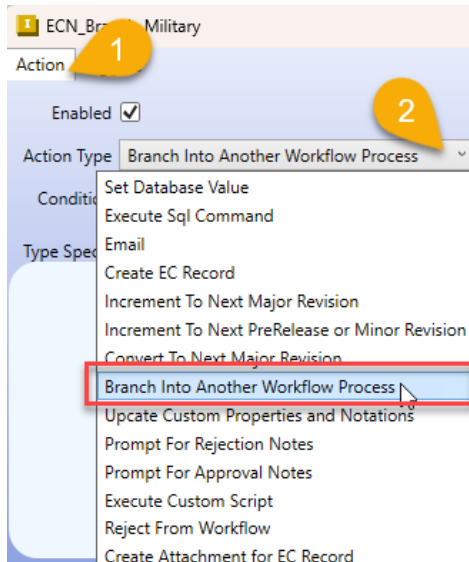 ECN_Br Military
1
Action
Enabled
2
Action Type Branch Into Another Workflow Process
Conditio
Set Database Value
Execute Sql Command
Type Spec
Email
Create EC Record
Increment To Next Major Revision
Increment To Next PreRelease or Minor Revision
Convert To Next Major Revision
Branch Into Another Workflow Process
Upcate Custom Properties and Notations
Prompt For Rejection Notes
Prompt For Approval Notes
Execute Custom Script
Reject From Workflow
Create Attachment for EC Record